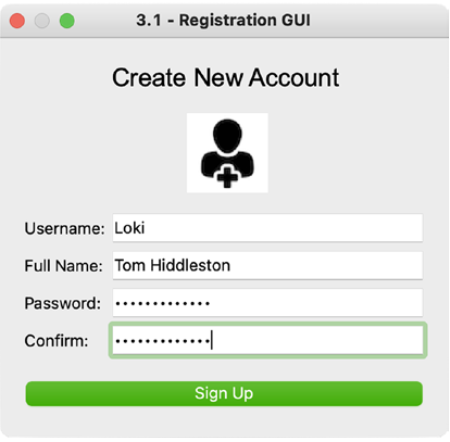 3.1 - Registration GUI
Create New Account
Username: Loki
Full Name: Tom Hiddleston
Password: •••••••••••••
Confirm: •••••••••••••
Sign Up